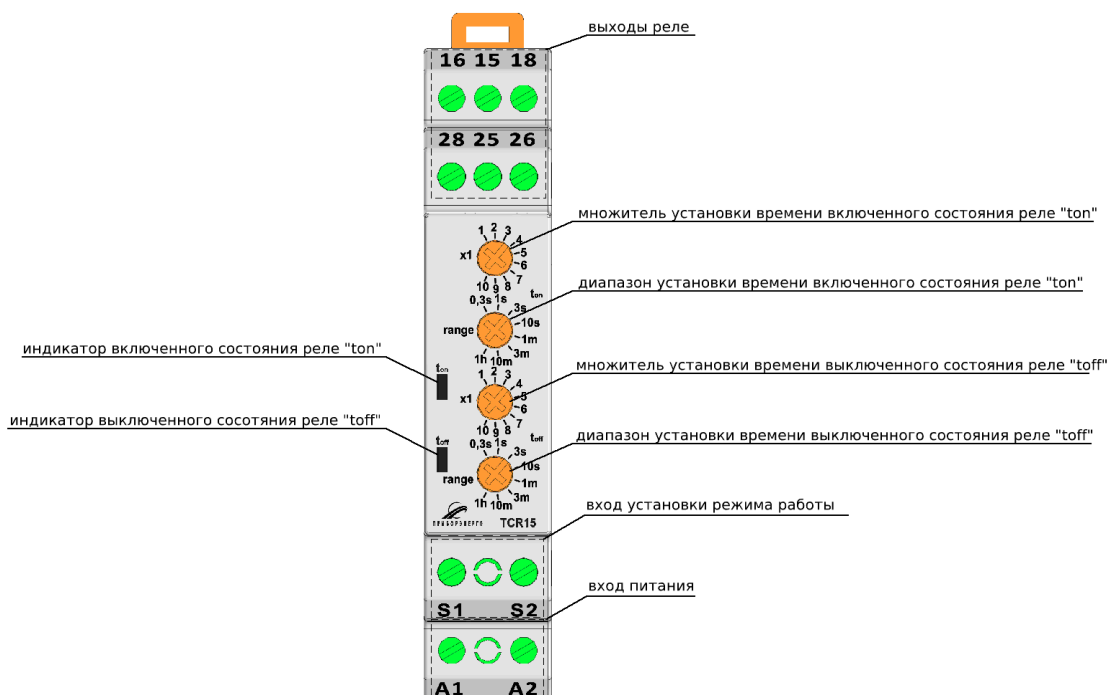 выходы реле
16 15 18
28 25 26
множитель установки времени включенного состояния реле "ton"
1 2 3 4 5 6 7 8 9 10
x1
диапазон установки времени включенного состояния реле "ton"
ton
0,3s 1s 3s 10s 1m 3m 10m 1h
range
индикатор включенного состояния реле "ton"
ton
множитель установки времени выключенного состояния реле "toff"
1 2 3 4 5 6 7 8 9 10
x1
индикатор выключенного сосотяния реле "toff"
toff
диапазон установки времени выключенного состояния реле "toff"
toff
0,3s 1s 3s 10s 1m 3m 10m 1h
range
ПРИБОРЭНЕРГО TCR15
вход установки режима работы
S1 S2
вход питания
A1 A2